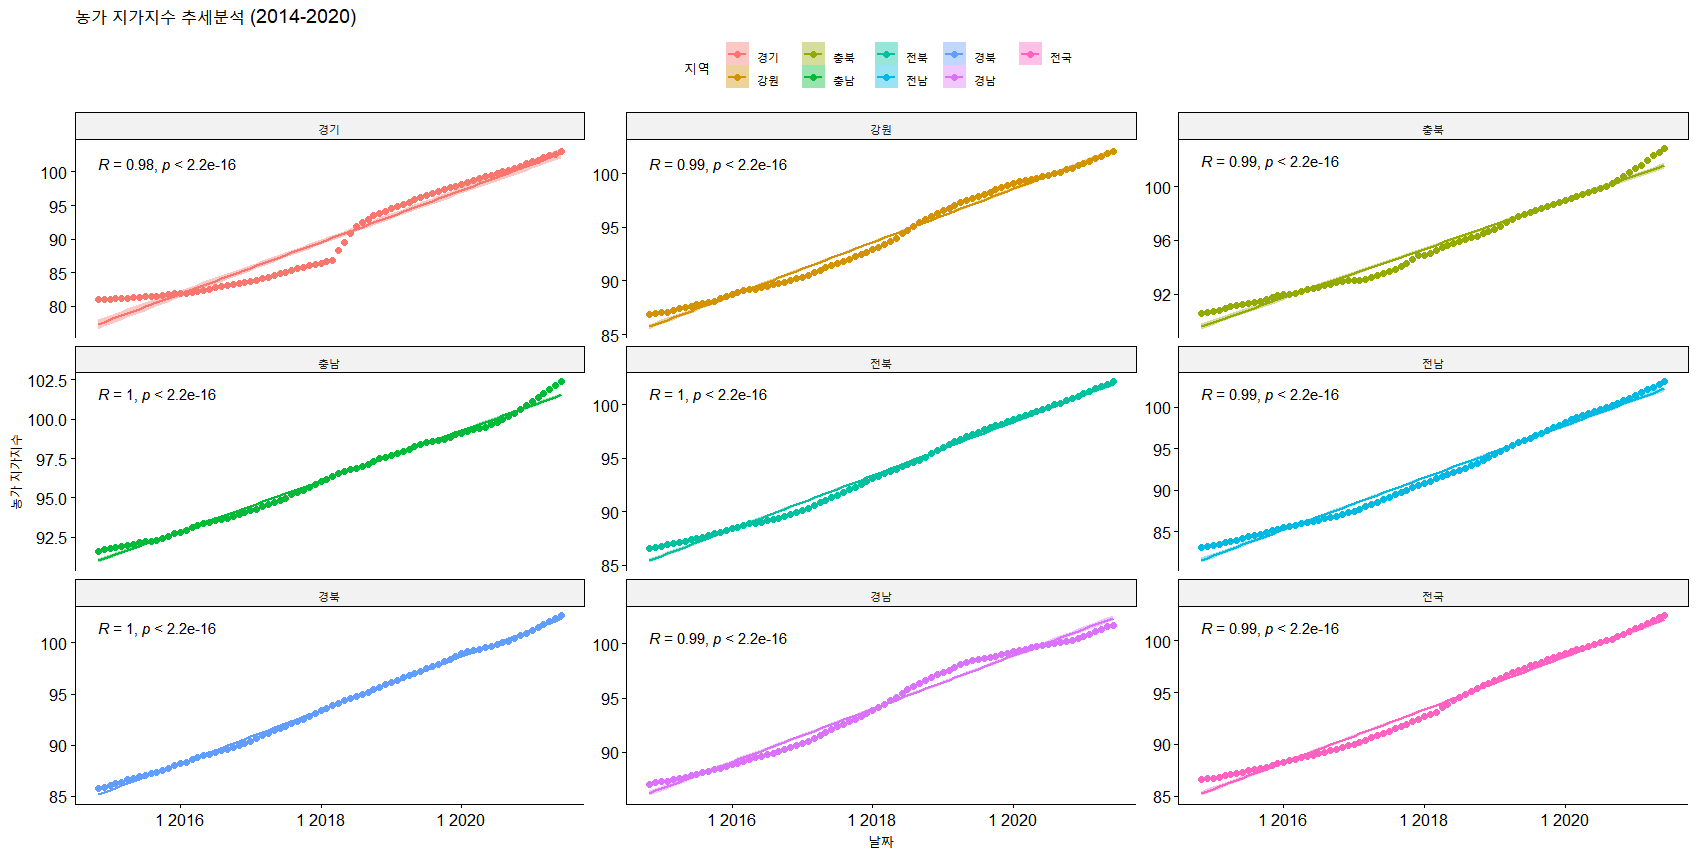 농가 지가지수 추세분석 (2014-2020)
지역
경기
충북
전북
경북
전국
강원
충남
전남
경남
경기
강원
충북
R = 0.98, p < 2.2e-16
R = 0.99, p < 2.2e-16
R = 0.99, p < 2.2e-16
100
95
90
85
80
100
95
90
85
100
96
92
충남
전북
전남
R = 1, p < 2.2e-16
R = 1, p < 2.2e-16
R = 0.99, p < 2.2e-16
102.5
100.0
97.5
95.0
92.5
100
95
90
85
100
95
90
85
농가 지가지수
경북
경남
전국
R = 1, p < 2.2e-16
R = 0.99, p < 2.2e-16
R = 0.99, p < 2.2e-16
100
95
90
85
100
95
90
100
95
90
85
1 2016
1 2018
1 2020
1 2016
1 2018
1 2020
1 2016
1 2018
1 2020
날짜